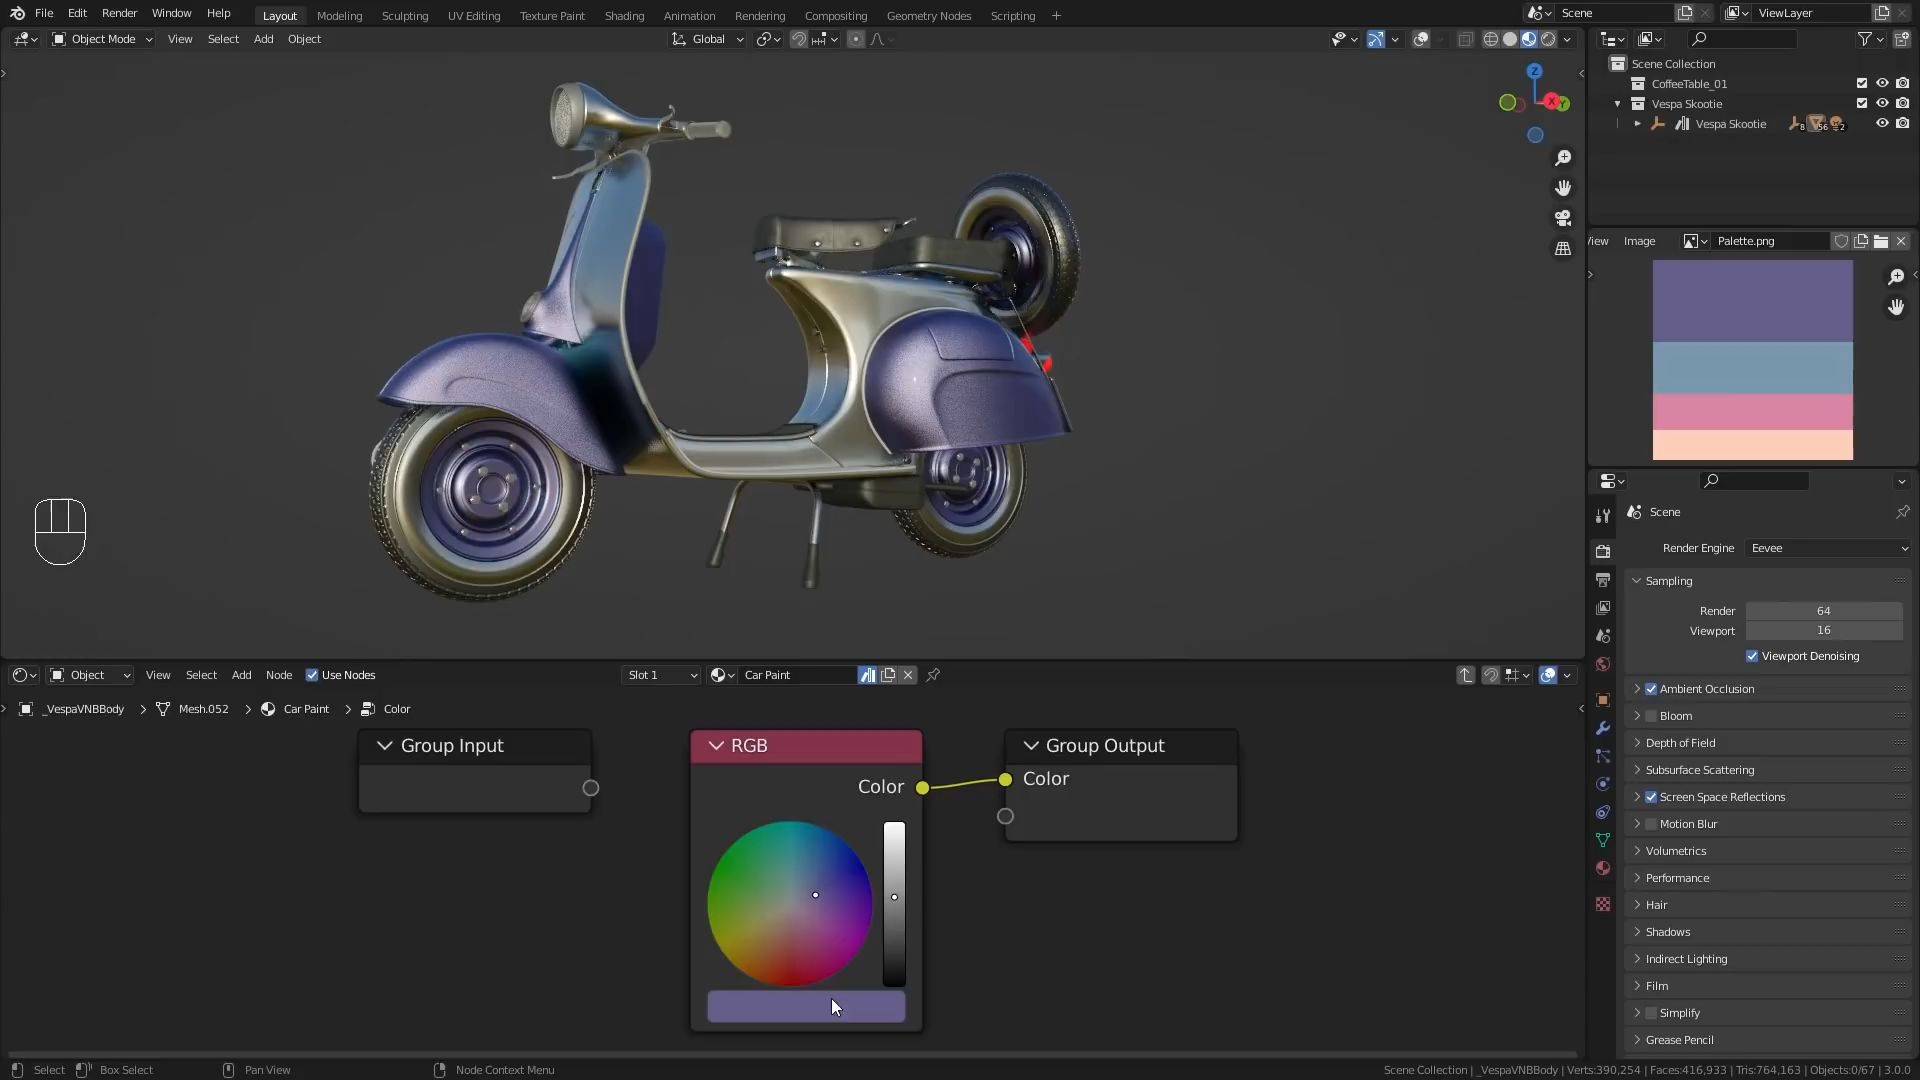 File Edit Render Window Help Layout Modeling Sculpting UV Editing Texture Paint Shading Animation Rendering Compositing Geometry Nodes Scripting + Scene ViewLayer
Object Mode View Select Add Object Global
Scene Collection
CoffeeTable_01
Vespa Skootie
Vespa Skootie 8 56 2
Z
X Y
View Image Palette.png
Scene
Render Engine Eevee
Sampling
Render 64
Viewport 16
Viewport Denoising
Ambient Occlusion
Bloom
Depth of Field
Subsurface Scattering
Screen Space Reflections
Motion Blur
Volumetrics
Performance
Hair
Shadows
Indirect Lighting
Film
Simplify
Grease Pencil
Object View Select Add Node Use Nodes Slot 1 Car Paint
_VespaVNBBody > Mesh.052 > Car Paint > Color
Group Input
RGB
Color
Group Output
Color
Select Box Select Pan View Node Context Menu Scene Collection | _VespaVNBBody | Verts:390,254 | Faces:416,933 | Tris:764,163 | Objects:0/67 | 3.0.0